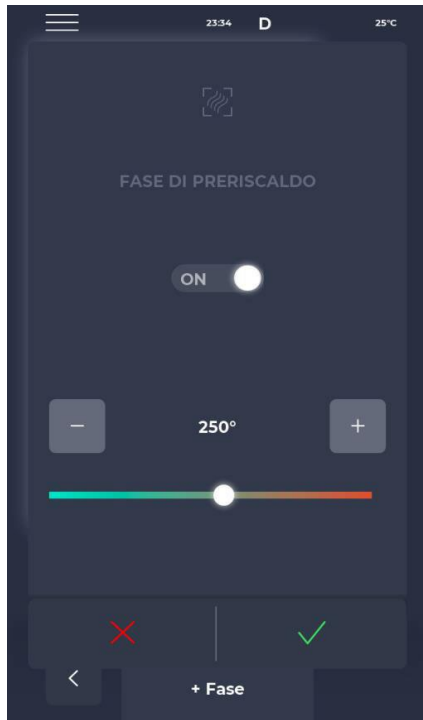 23:34 D 25°C
FASE DI PRERISCALDO
ON
− 250° +
+ Fase